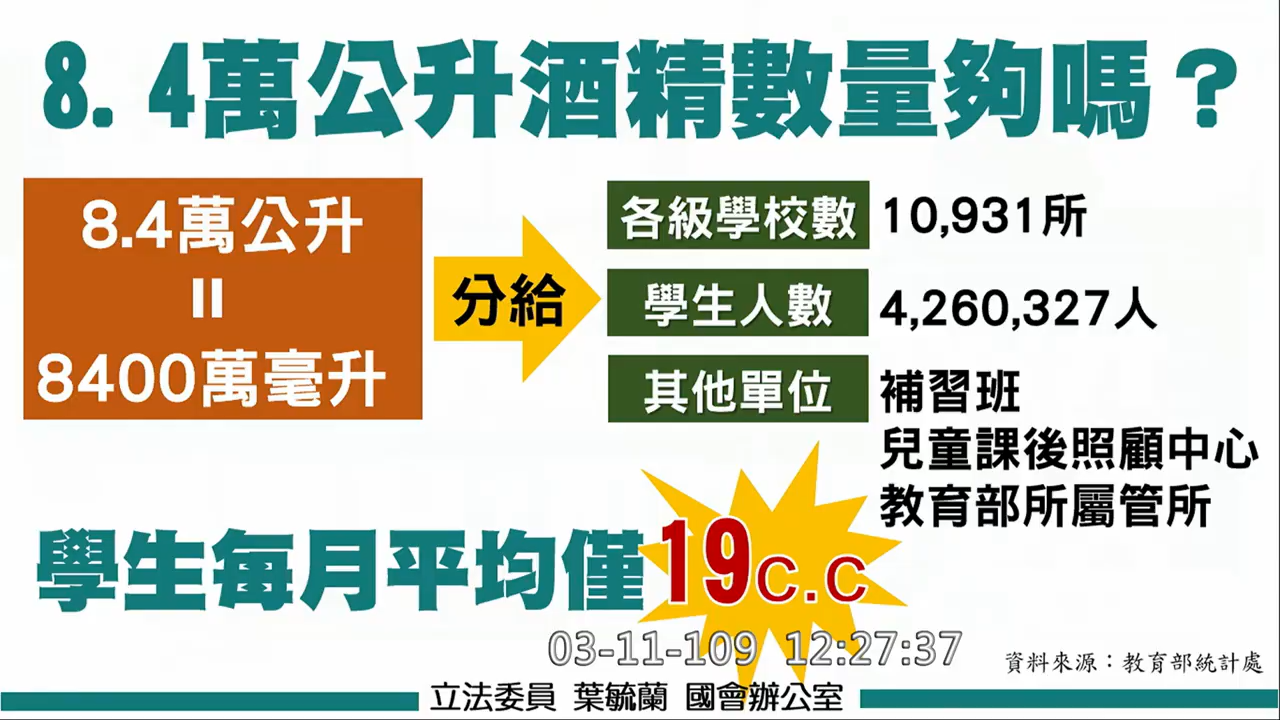 8.4萬公升酒精數量夠嗎？
8.4萬公升
=
8400萬毫升
分給
各級學校數 10,931所
學生人數 4,260,327人
其他單位 補習班
兒童課後照顧中心
教育部所屬管所
學生每月平均僅19C.C
03-11-109 12:27:37
資料來源：教育部統計處
立法委員 葉毓蘭 國會辦公室